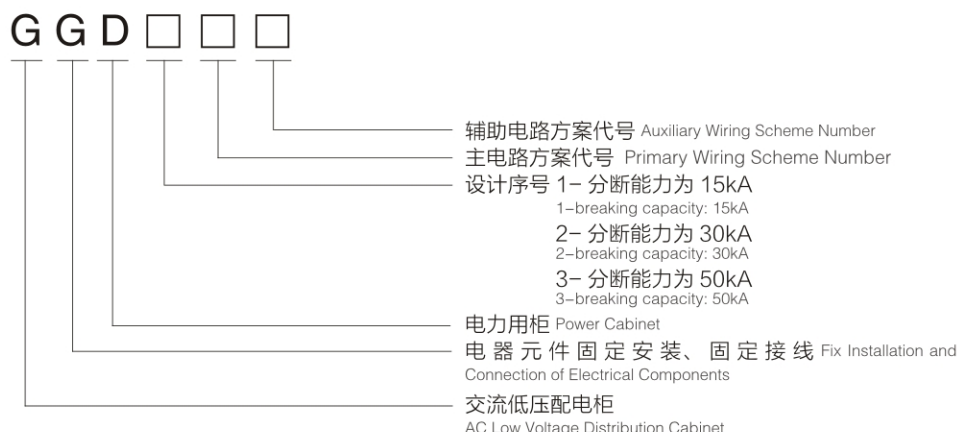 GGD□□□
辅助电路方案代号 Auxiliary Wiring Scheme Number
主电路方案代号 Primary Wiring Scheme Number
设计序号 1- 分断能力为 15kA
1-breaking capacity: 15kA
2- 分断能力为 30kA
2-breaking capacity: 30kA
3- 分断能力为 50kA
3-breaking capacity: 50kA
电力用柜 Power Cabinet
电器元件固定安装、固定接线 Fix Installation and
Connection of Electrical Components
交流低压配电柜
AC Low Voltage Distribution Cabinet